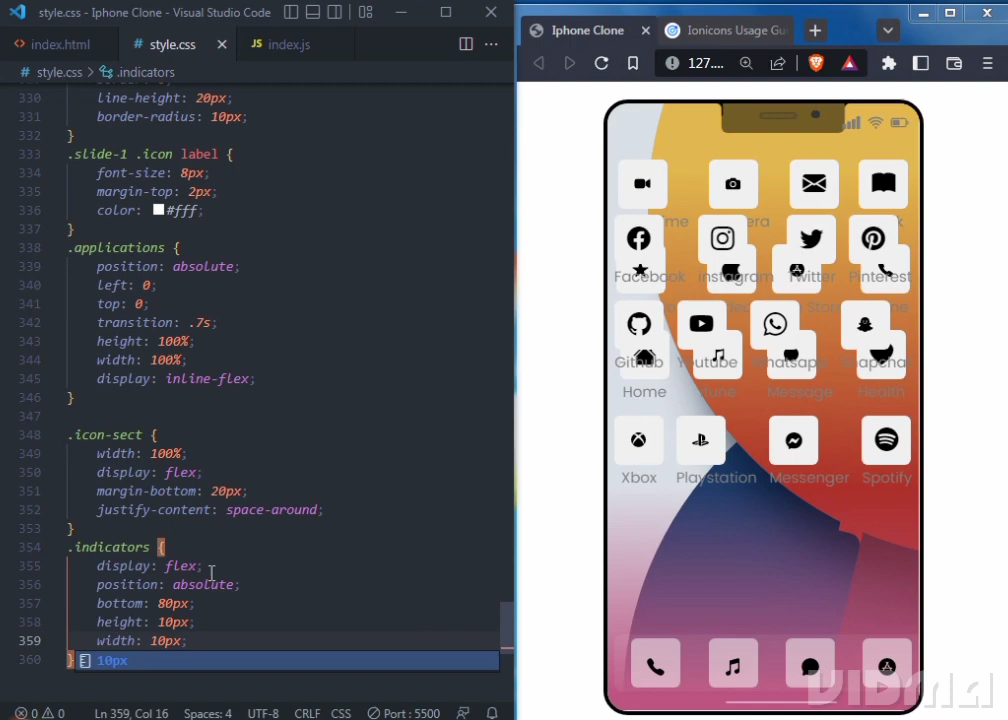 style.css - Iphone Clone - Visual Studio Code
index.html
# style.css
JS index.js
# style.css > .indicators
330 line-height: 20px;
331 border-radius: 10px;
332 }
333 .slide-1 .icon label {
334 font-size: 8px;
335 margin-top: 2px;
336 color: #fff;
337 }
338 .applications {
339 position: absolute;
340 left: 0;
341 top: 0;
342 transition: .7s;
343 height: 100%;
344 width: 100%;
345 display: inline-flex;
346 }
347
348 .icon-sect {
349 width: 100%;
350 display: flex;
351 margin-bottom: 20px;
352 justify-content: space-around;
353 }
354 .indicators {
355 display: flex;
356 position: absolute;
357 bottom: 80px;
358 height: 10px;
359 width: 10px;
360 }
10px
0 0 Ln 359, Col 16 Spaces: 4 UTF-8 CRLF CSS Port : 5500
Iphone Clone
Ionicons Usage Gu
127....
Facebook instagram Twitter Pinterest
Github Youtube Whatsapp Snapchat
Home Message Health
Xbox Playstation Messenger Spotify
VIDMA